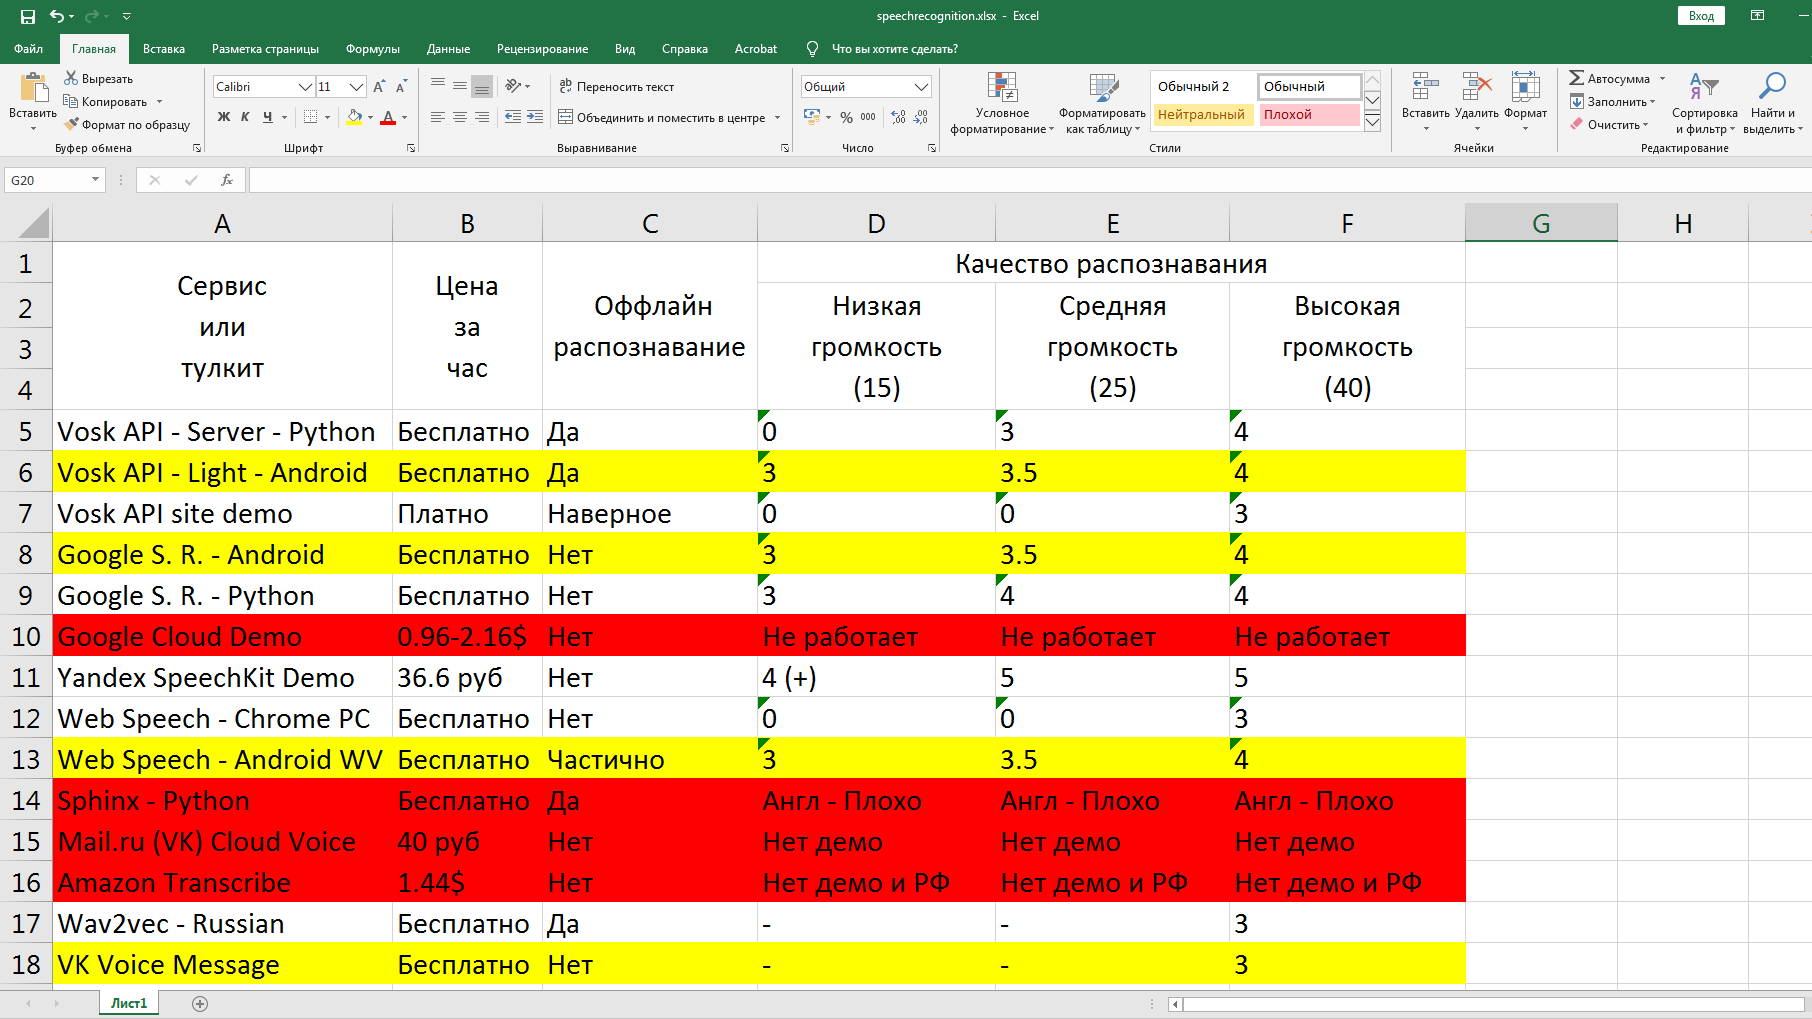 speechrecognition.xlsx - Excel
Вход
Файл Главная Вставка Разметка страницы Формулы Данные Рецензирование Вид Справка Acrobat Что вы хотите сделать?
Вставить
Вырезать
Копировать
Формат по образцу
Буфер обмена
Calibri 11
Ж К Ч
Шрифт
Переносить текст
Объединить и поместить в центре
Выравнивание
Общий
% 000
Число
Условное форматирование
Форматировать как таблицу
Обычный 2 Обычный
Нейтральный Плохой
Стили
Вставить Удалить Формат
Ячейки
Автосумма
Заполнить
Очистить
Сортировка и фильтр
Найти и выделить
Редактирование
G20 fx
A B C D E F G H
1 Качество распознавания
2 Сервис или тулкит Цена за час Оффлайн распознавание Низкая громкость (15) Средняя громкость (25) Высокая громкость (40)
3
4
5 Vosk API - Server - Python Бесплатно Да 0 3 4
6 Vosk API - Light - Android Бесплатно Да 3 3.5 4
7 Vosk API site demo Платно Наверное 0 0 3
8 Google S. R. - Android Бесплатно Нет 3 3.5 4
9 Google S. R. - Python Бесплатно Нет 3 4 4
10 Google Cloud Demo 0.96-2.16$ Нет Не работает Не работает Не работает
11 Yandex SpeechKit Demo 36.6 руб Нет 4 (+) 5 5
12 Web Speech - Chrome PC Бесплатно Нет 0 0 3
13 Web Speech - Android WV Бесплатно Частично 3 3.5 4
14 Sphinx - Python Бесплатно Да Англ - Плохо Англ - Плохо Англ - Плохо
15 Mail.ru (VK) Cloud Voice 40 руб Нет Нет демо Нет демо Нет демо
16 Amazon Transcribe 1.44$ Нет Нет демо и РФ Нет демо и РФ Нет демо и РФ
17 Wav2vec - Russian Бесплатно Да - - 3
18 VK Voice Message Бесплатно Нет - - 3
Лист1